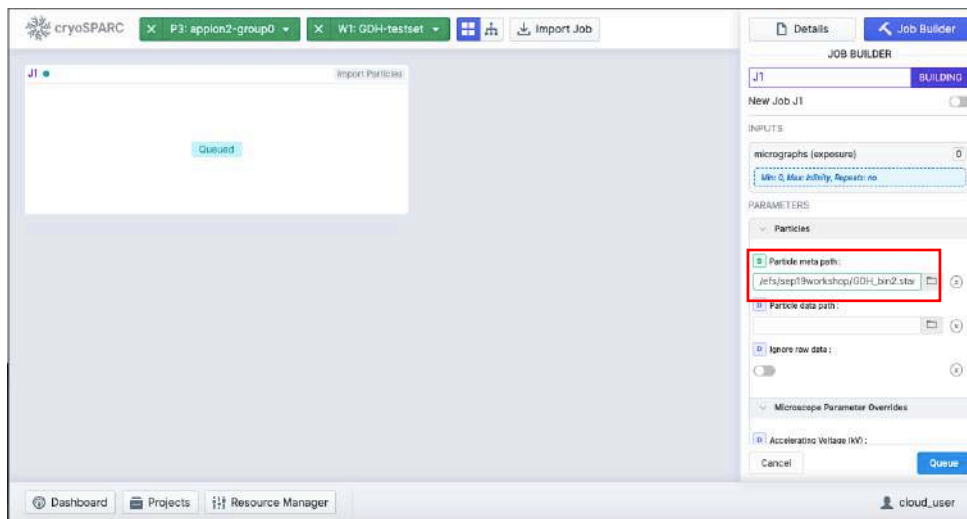 cryoSPARC
P3: appion2-group0
W1: GDH-testset
Import Job
Details
Job Builder
J1
Import Particles
Queued
JOB BUILDER
J1
BUILDING
New Job J1
INPUTS
micrographs (exposure)
0
Min: 0, Max: Infinity, Repeats: no
PARAMETERS
Particles
S Particle meta path :
/efs/sep19workshop/GDH_bin2.star
D Particle data path :
D Ignore raw data :
Microscope Parameter Overrides
D Accelerating Voltage (kV) :
Cancel
Queue
Dashboard
Projects
Resource Manager
cloud_user